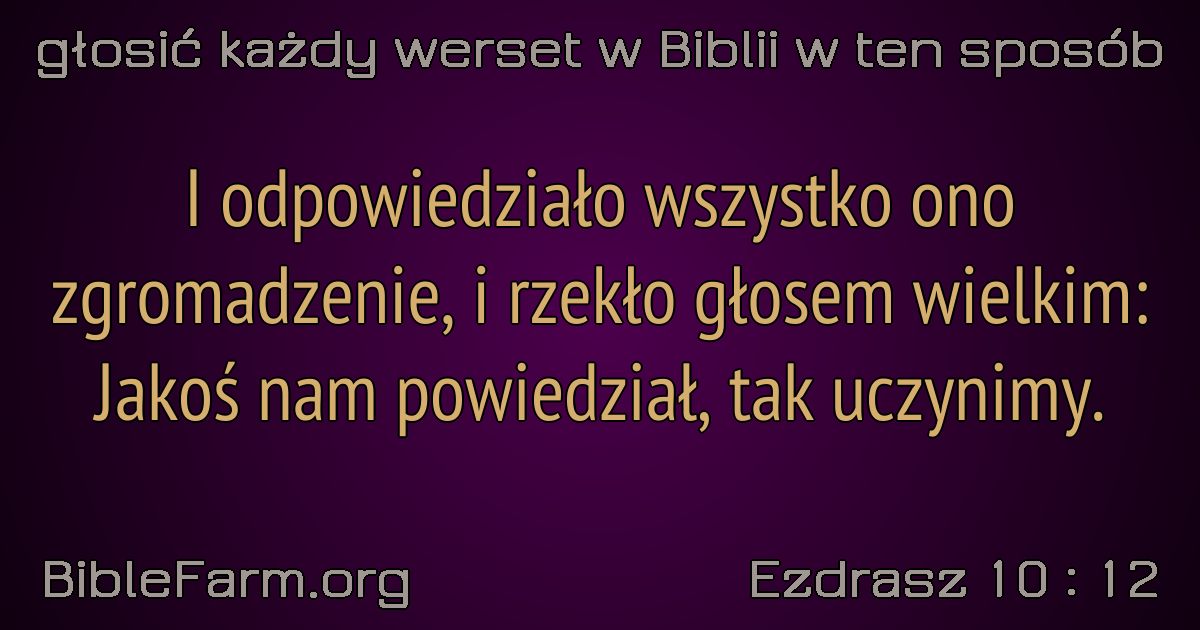 głosić każdy werset w Biblii w ten sposób
I odpowiedziało wszystko ono
zgromadzenie, i rzekło głosem wielkim:
Jakoś nam powiedział, tak uczynimy.
BibleFarm.org
Ezdrasz 10 : 12